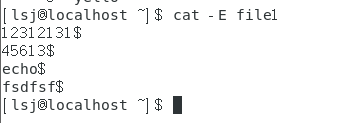 [lsj@localhost ~]$ cat -E file1
12312131$
45613$
echo$
fsdfsf$
[lsj@localhost ~]$